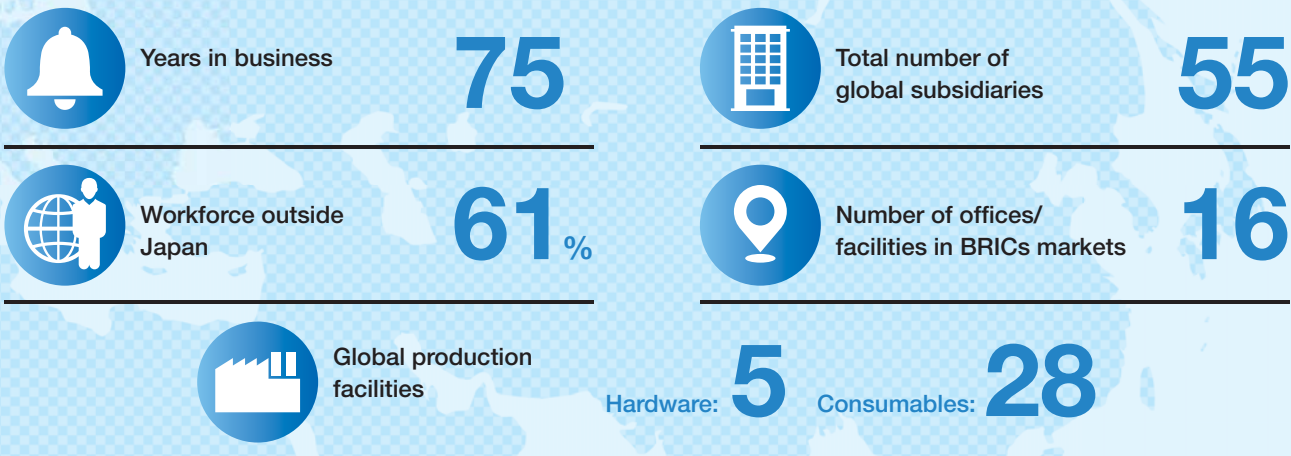 Years in business
75
Total number of
global subsidiaries
55
Workforce outside
Japan
61%
Number of offices/
facilities in BRICs markets
16
Global production
facilities
Hardware: 5 Consumables: 28